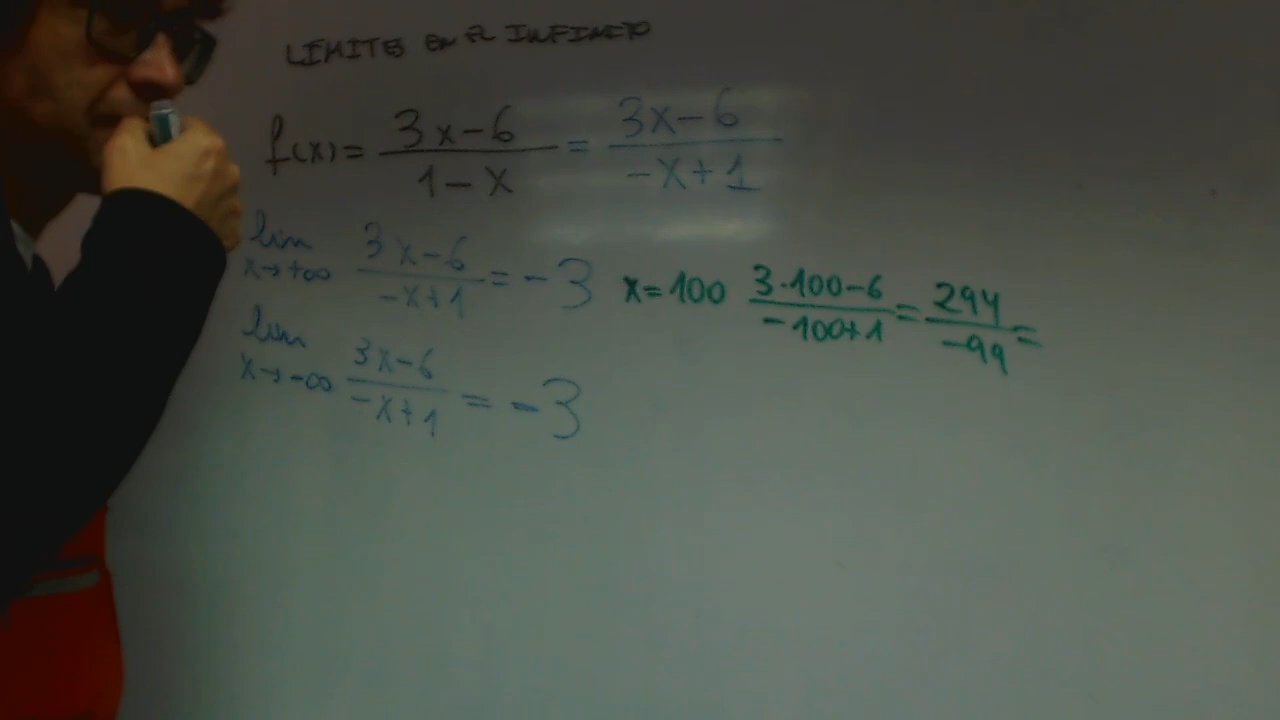 LÍMITES EN EL INFINITO
f(x) = 3x-6 / 1-x = 3x-6 / -x+1
lim x→+∞ 3x-6 / -x+1 = -3
x=100 3·100-6 / -100+1 = 294 / -99 =
lim x→-∞ 3x-6 / -x+1 = -3